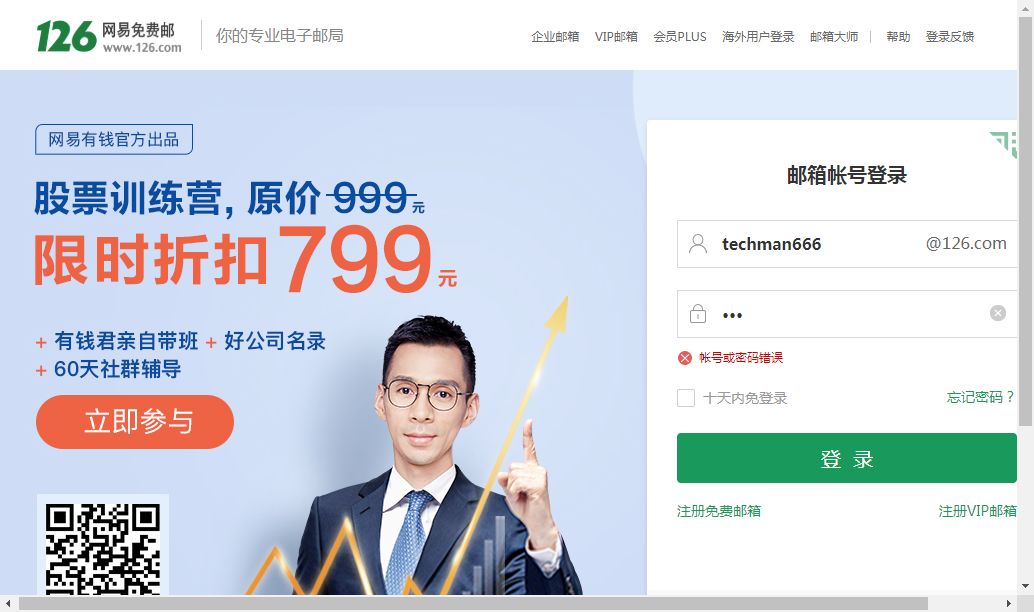 126 网易免费邮 www.126.com
你的专业电子邮局
企业邮箱 VIP邮箱 会员PLUS 海外用户登录 邮箱大师 | 帮助 登录反馈
网易有钱官方出品
股票训练营, 原价 999 元
限时折扣 799 元
+ 有钱君亲自带班 + 好公司名录
+ 60天社群辅导
立即参与
邮箱帐号登录
techman666 @126.com
•••
帐号或密码错误
十天内免登录 忘记密码？
登 录
注册免费邮箱 注册VIP邮箱